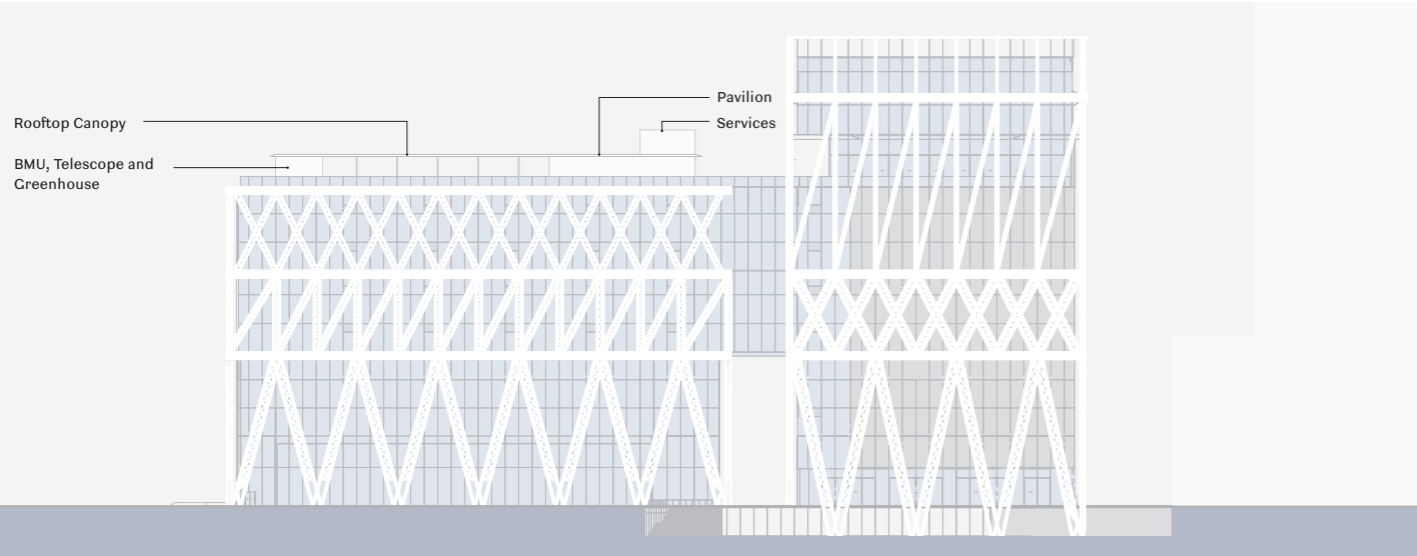 Rooftop Canopy
BMU, Telescope and
Greenhouse
Pavilion
Services